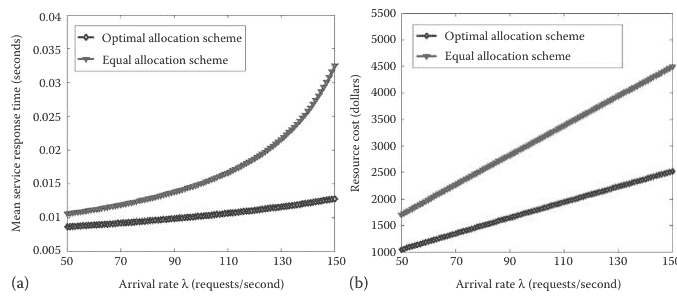 0.04
0.035
0.03
0.025
0.02
0.015
0.01
0.005
50 70 90 110 130 150
Mean service response time (seconds)
Optimal allocation scheme
Equal allocation scheme
(a) Arrival rate λ (requests/second)
5500
5000
4500
4000
3500
3000
2500
2000
1500
1000
50 70 90 110 130 150
Resource cost (dollars)
Optimal allocation scheme
Equal allocation scheme
(b) Arrival rate λ (requests/second)